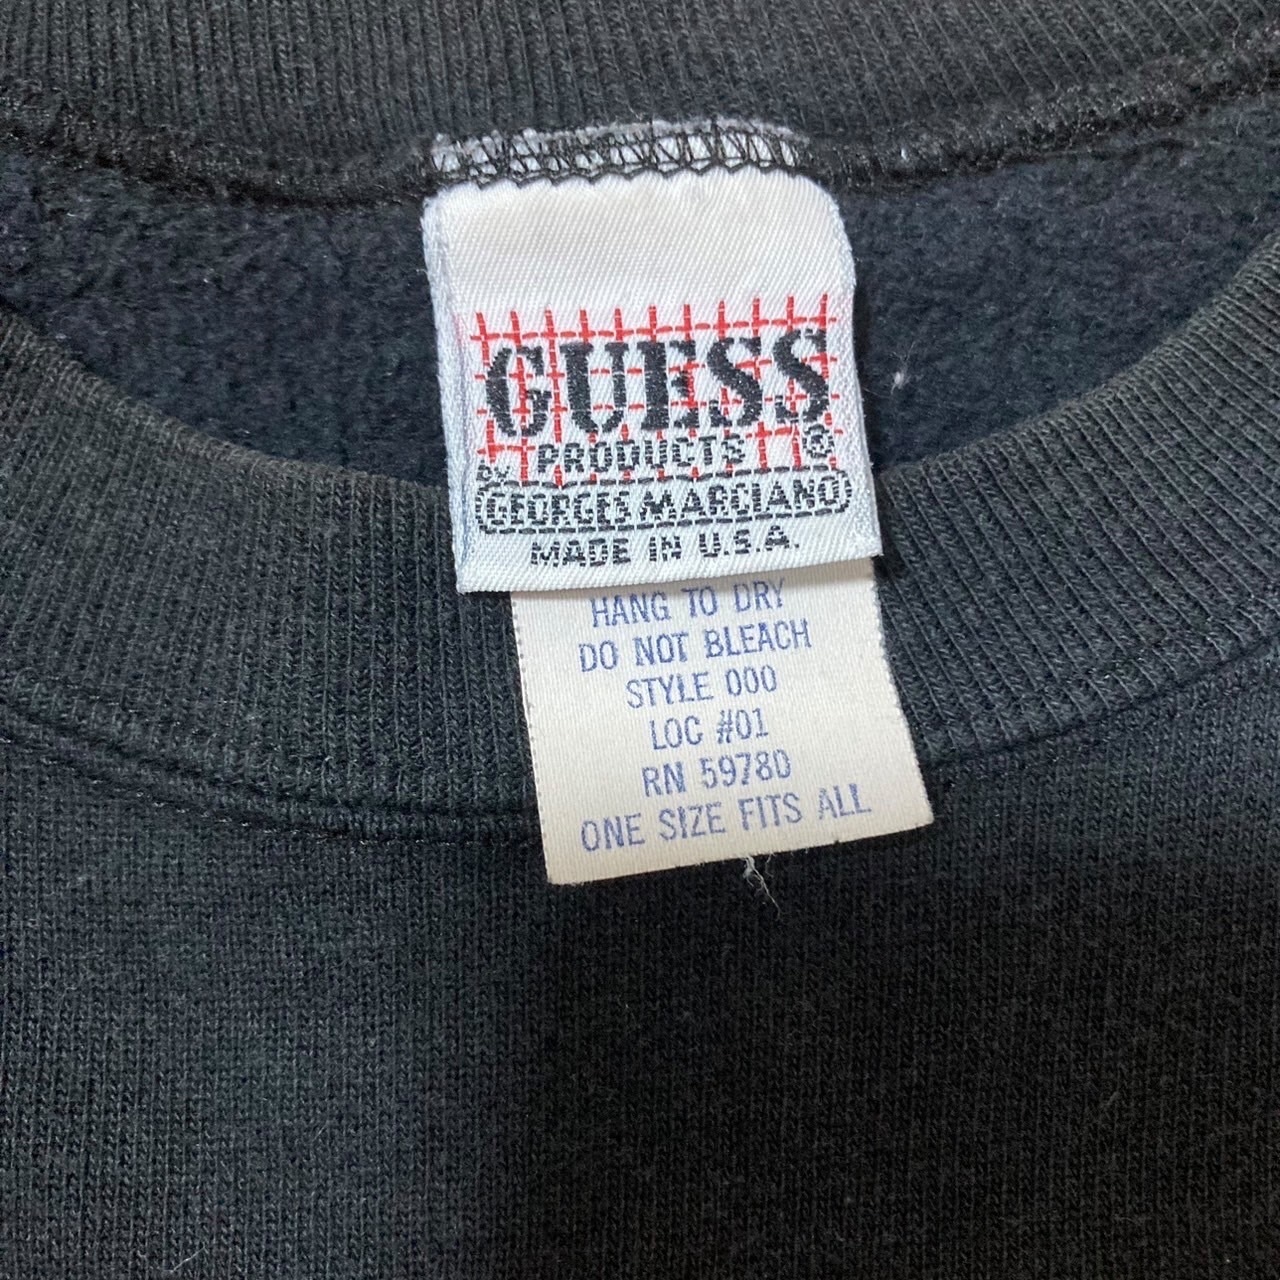 GUESS
PRODUCTS ®
by
GEORGES MARCIANO
MADE IN U.S.A.
HANG TO DRY
DO NOT BLEACH
STYLE 000
LOC #01
RN 59780
ONE SIZE FITS ALL